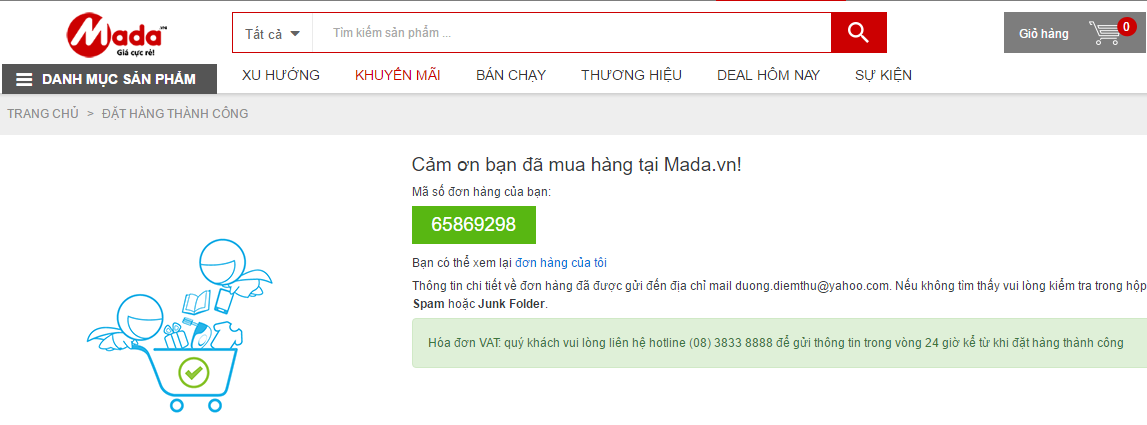 Mada.vn
Giá cực rẻ!
Tất cả
Tìm kiếm sản phẩm ...
Giỏ hàng
0
DANH MỤC SẢN PHẨM
XU HƯỚNG
KHUYẾN MÃI
BÁN CHẠY
THƯƠNG HIỆU
DEAL HÔM NAY
SỰ KIỆN
TRANG CHỦ > ĐẶT HÀNG THÀNH CÔNG
Cảm ơn bạn đã mua hàng tại Mada.vn!
Mã số đơn hàng của bạn:
65869298
Bạn có thể xem lại đơn hàng của tôi
Thông tin chi tiết về đơn hàng đã được gửi đến địa chỉ mail duong.diemthu@yahoo.com. Nếu không tìm thấy vui lòng kiểm tra trong hộp
Spam hoặc Junk Folder.
Hóa đơn VAT: quý khách vui lòng liên hệ hotline (08) 3833 8888 để gửi thông tin trong vòng 24 giờ kể từ khi đặt hàng thành công